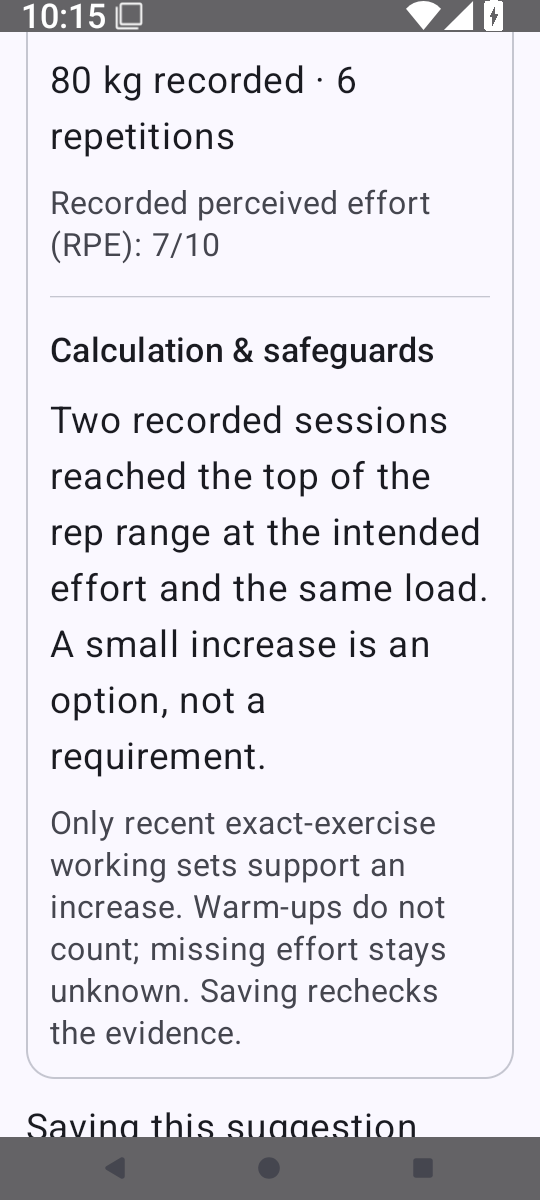 10:15
80 kg recorded · 6
repetitions
Recorded perceived effort
(RPE): 7/10
Calculation & safeguards
Two recorded sessions
reached the top of the
rep range at the intended
effort and the same load.
A small increase is an
option, not a
requirement.
Only recent exact-exercise
working sets support an
increase. Warm-ups do not
count; missing effort stays
unknown. Saving rechecks
the evidence.
Saving this suggestion